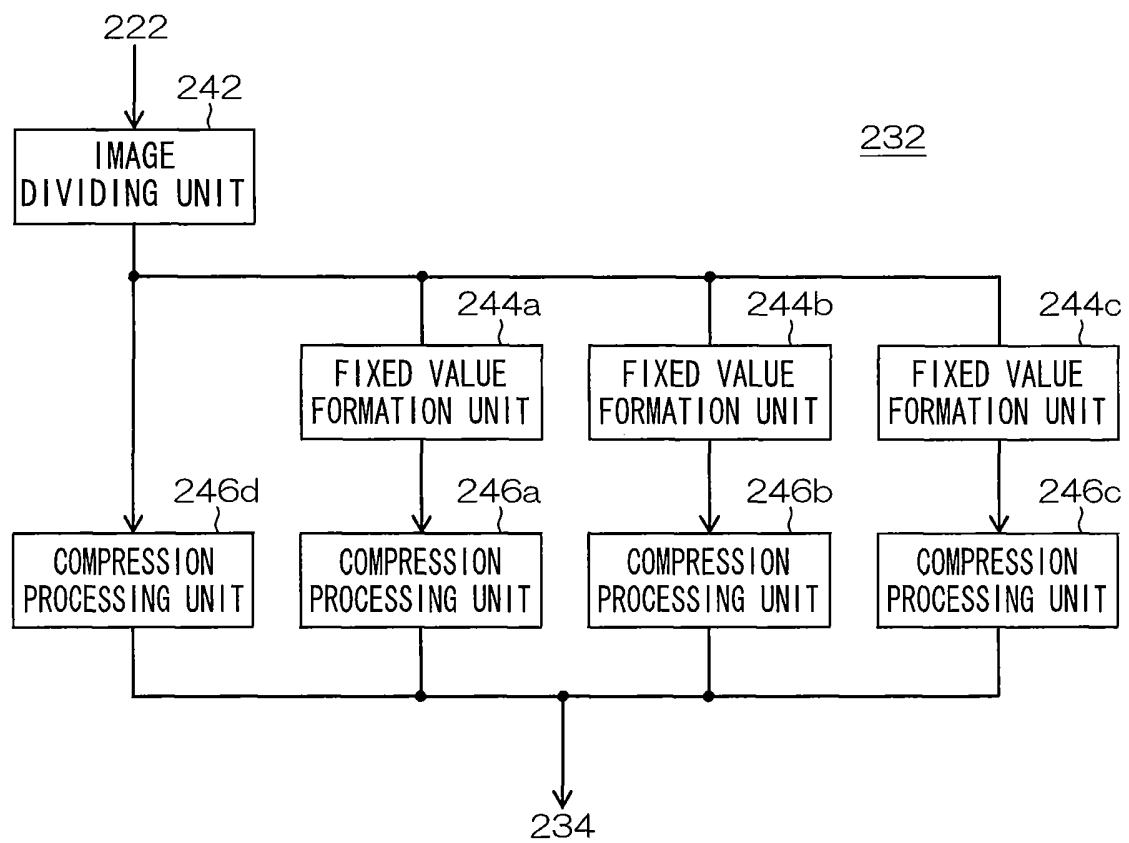 222
242
IMAGE
DIVIDING UNIT
232
244a
244b
244c
FIXED VALUE
FORMATION UNIT
FIXED VALUE
FORMATION UNIT
FIXED VALUE
FORMATION UNIT
246d
246a
246b
246c
COMPRESSION
PROCESSING UNIT
COMPRESSION
PROCESSING UNIT
COMPRESSION
PROCESSING UNIT
COMPRESSION
PROCESSING UNIT
234